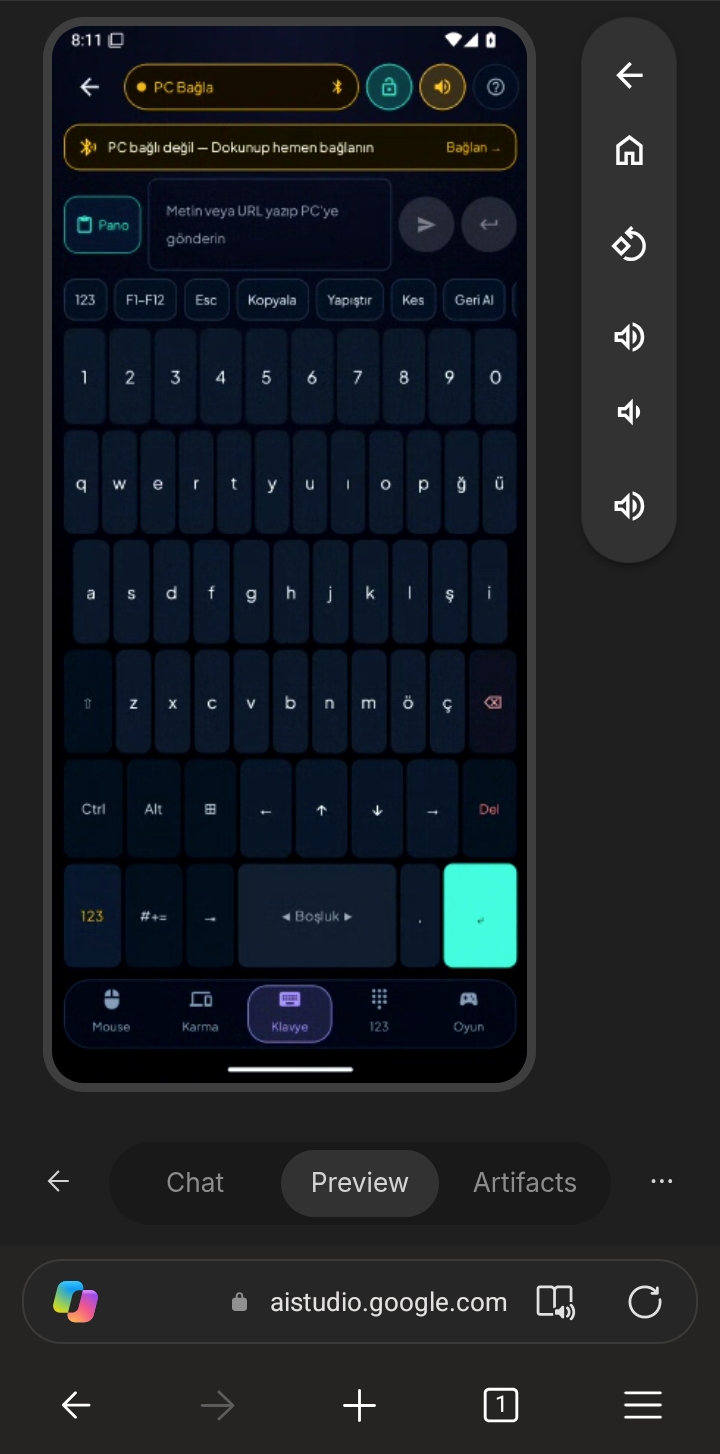 8:11
PC Bağla
PC bağlı değil — Dokunup hemen bağlanın Bağlan →
Pano
Metin veya URL yazıp PC'ye
gönderin
123 F1-F12 Esc Kopyala Yapıştır Kes Geri Al
1 2 3 4 5 6 7 8 9 0
q w e r t y u ı o p ğ ü
a s d f g h j k l ş i
⇧ z x c v b n m ö ç ⌫
Ctrl Alt ⊞ ← ↑ ↓ → Del
123 #+= → ◀ Boşluk ▶ . ↵
Mouse Karma Klavye 123 Oyun
Chat Preview Artifacts ...
aistudio.google.com
1